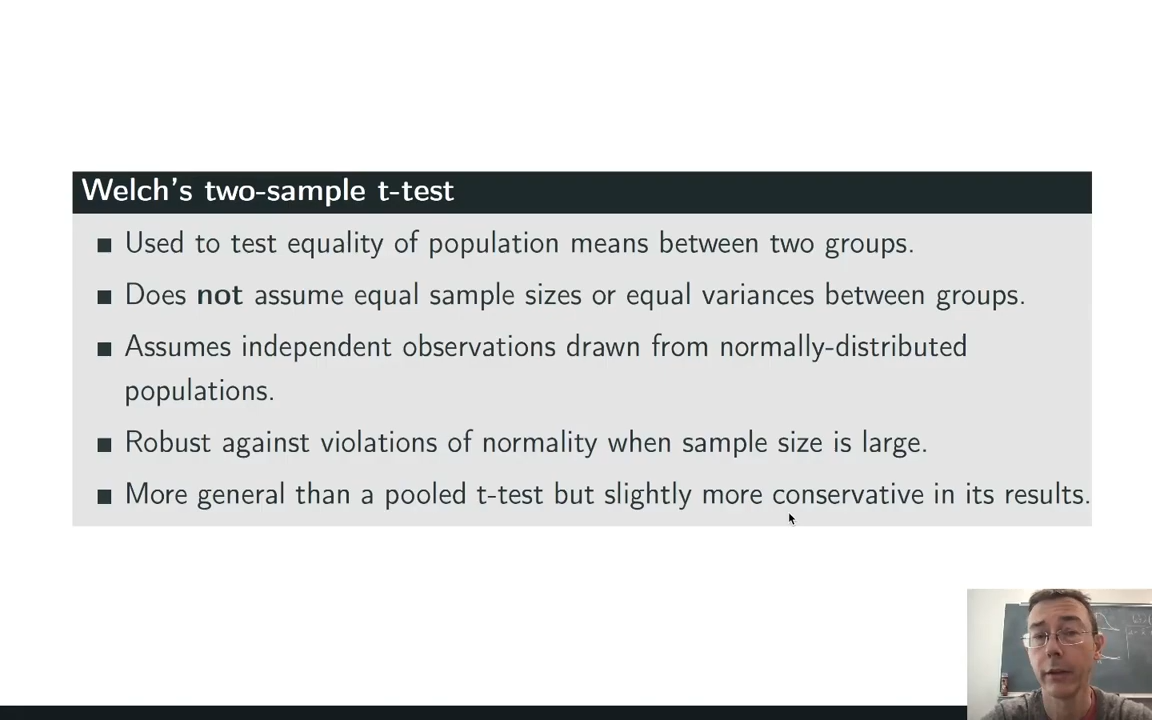 Welch's two-sample t-test
■ Used to test equality of population means between two groups.
■ Does not assume equal sample sizes or equal variances between groups.
■ Assumes independent observations drawn from normally-distributed
populations.
■ Robust against violations of normality when sample size is large.
■ More general than a pooled t-test but slightly more conservative in its results.